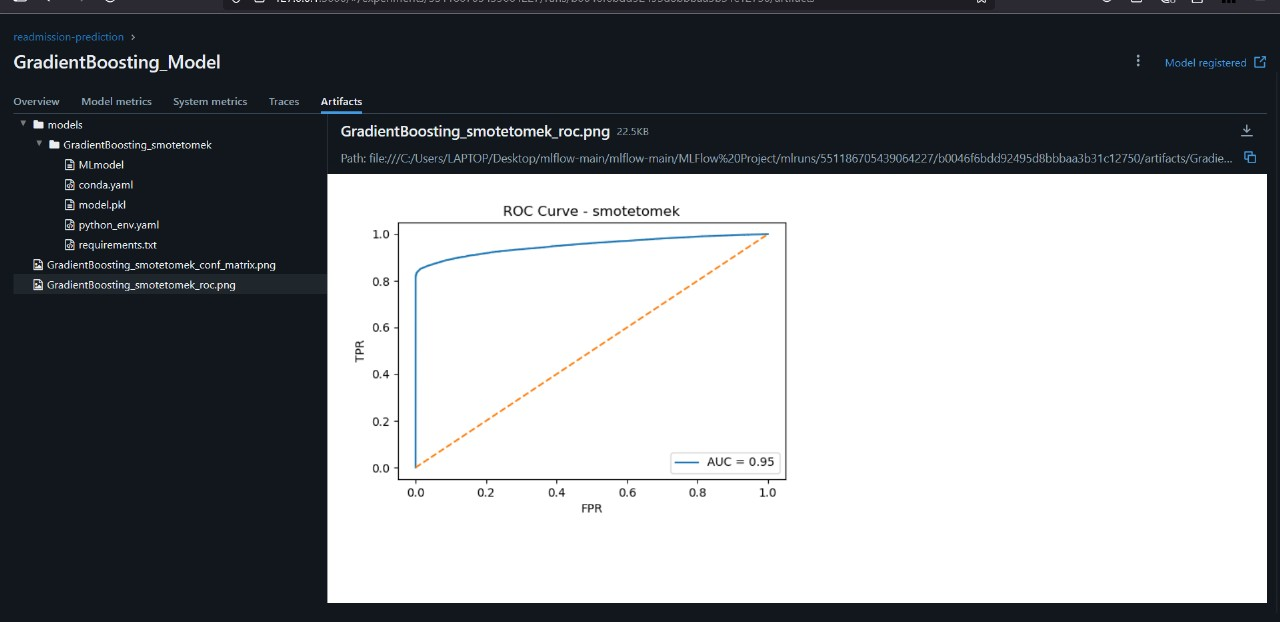 readmission-prediction >
GradientBoosting_Model
Model registered
Overview Model metrics System metrics Traces Artifacts
models
GradientBoosting_smotetomek
MLmodel
conda.yaml
model.pkl
python_env.yaml
requirements.txt
GradientBoosting_smotetomek_conf_matrix.png
GradientBoosting_smotetomek_roc.png
GradientBoosting_smotetomek_roc.png 22.5KB
Path: file:///C:/Users/LAPTOP/Desktop/mlflow-main/mlflow-main/MLFlow%20Project/mlruns/551186705439064227/b0046f6bdd92495d8bbbaa3b31c12750/artifacts/Gradie...
ROC Curve - smotetomek
1.0
0.8
0.6
0.4
0.2
0.0
TPR
AUC = 0.95
0.0 0.2 0.4 0.6 0.8 1.0
FPR